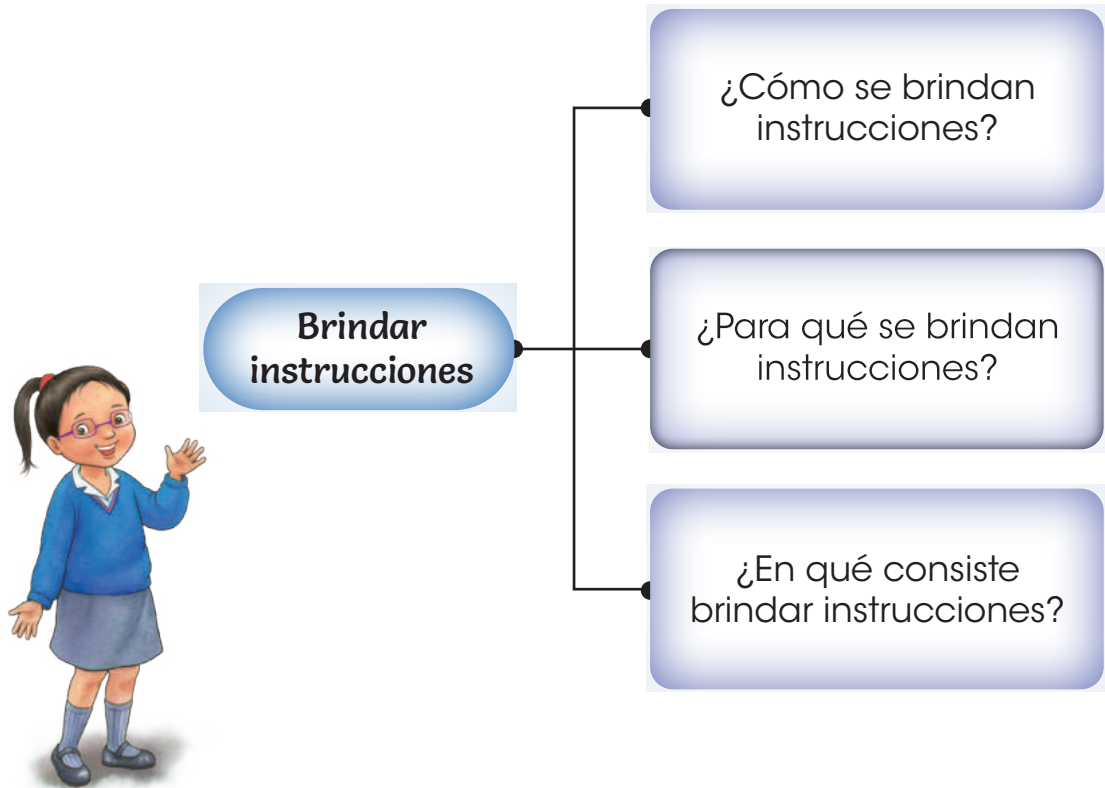 Brindar
instrucciones
¿Cómo se brindan
instrucciones?
¿Para qué se brindan
instrucciones?
¿En qué consiste
brindar instrucciones?